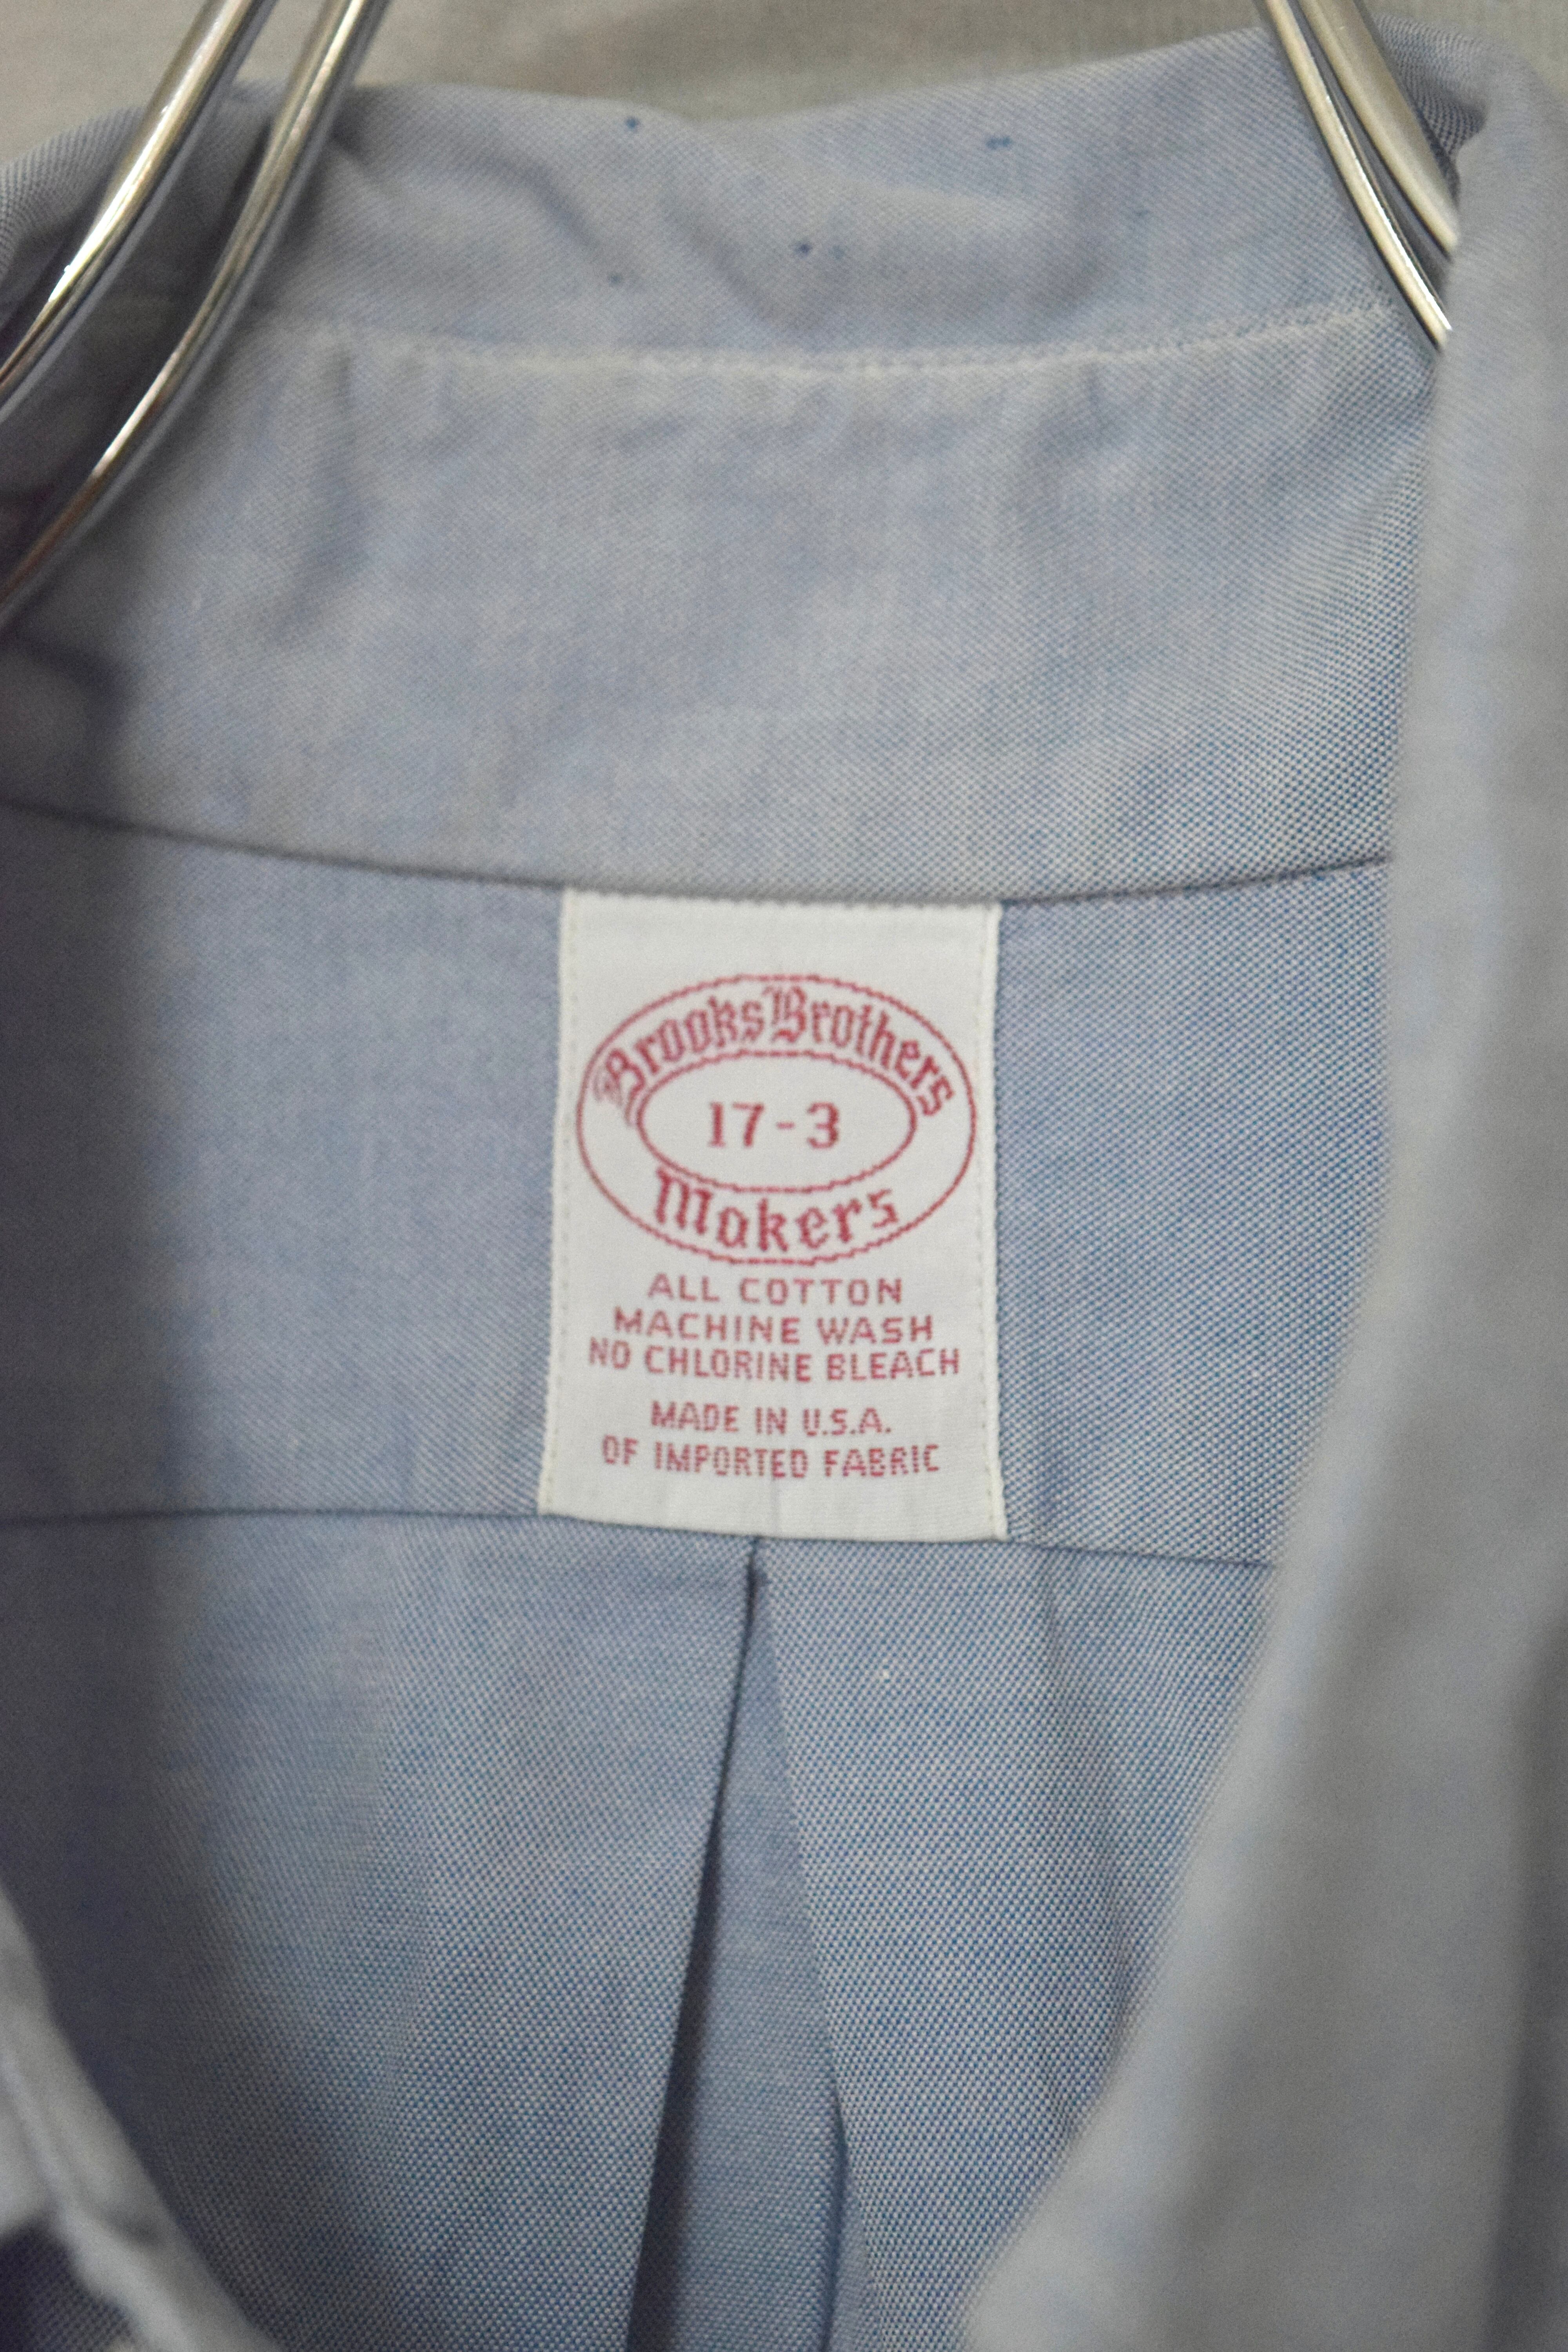 Brooks Brothers
17-3
Makers
ALL COTTON
MACHINE WASH
NO CHLORINE BLEACH
MADE IN U.S.A.
OF IMPORTED FABRIC